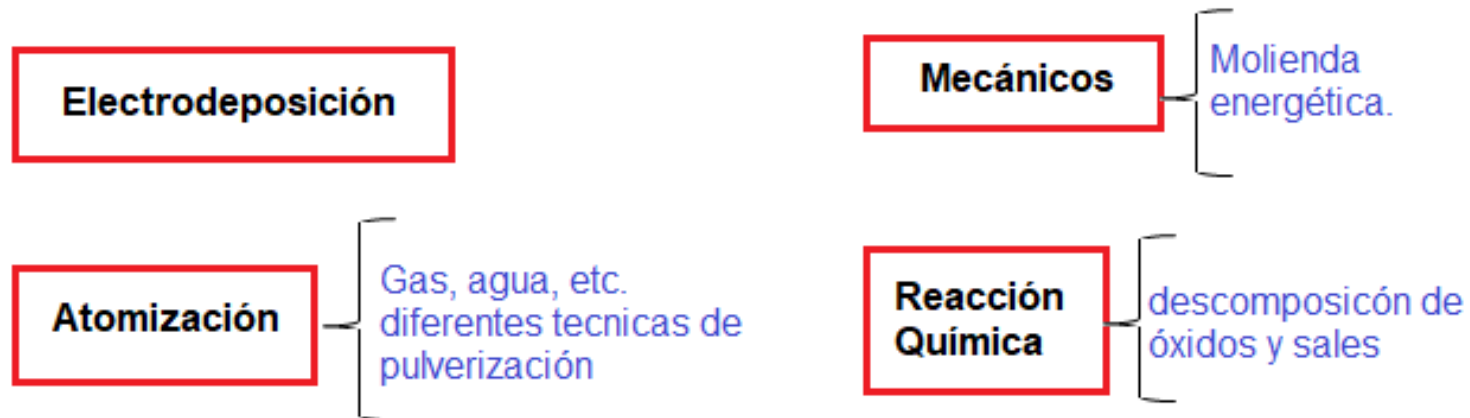 Electrodeposición
Mecánicos
Molienda
energética.
Atomización
Gas, agua, etc.
diferentes tecnicas de
pulverización
Reacción
Química
descomposicón de
óxidos y sales